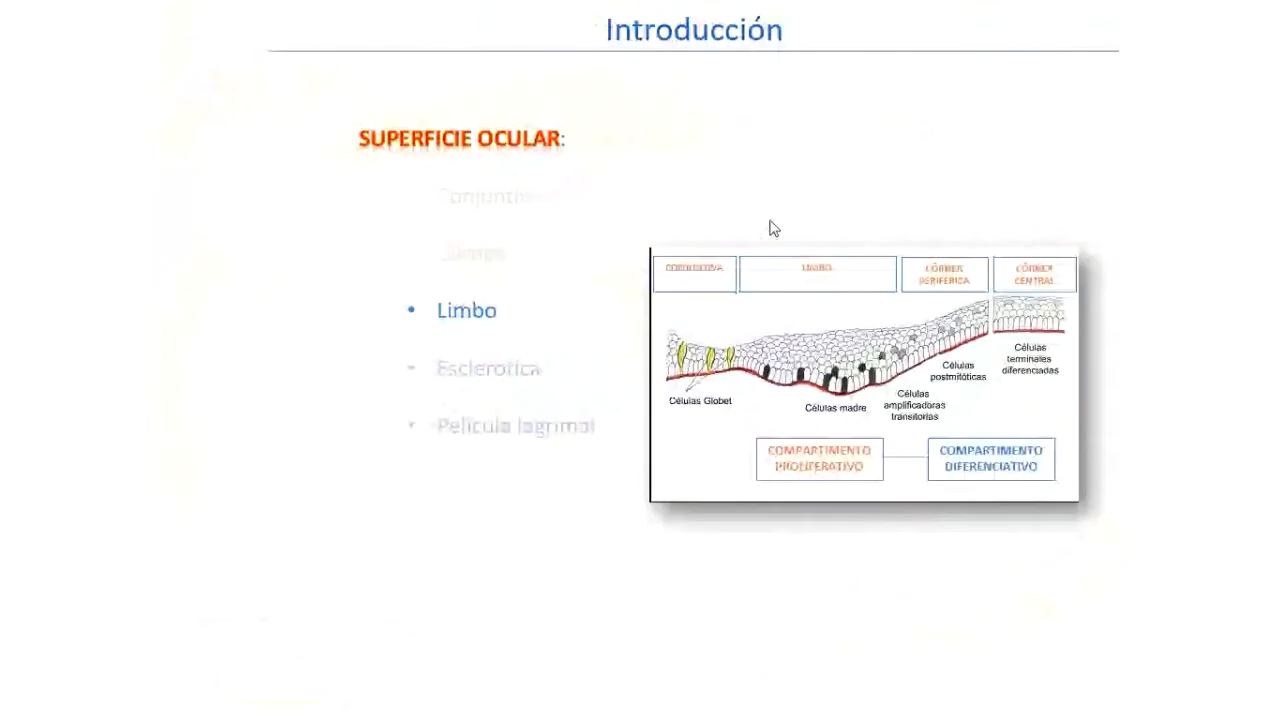 Introducción
SUPERFICIE OCULAR:
Conjuntiva
Córnea
• Limbo
• Esclerótica
• Película lagrimal
CONJUNTIVA
LIMBO
CÓRNEA
PERIFÉRICA
CÓRNEA
CENTRAL
Células
terminales
diferenciadas
Células
postmitóticas
Células Globet
Células madre
Células
amplificadoras
transitorias
COMPARTIMENTO
PROLIFERATIVO
COMPARTIMENTO
DIFERENCIATIVO